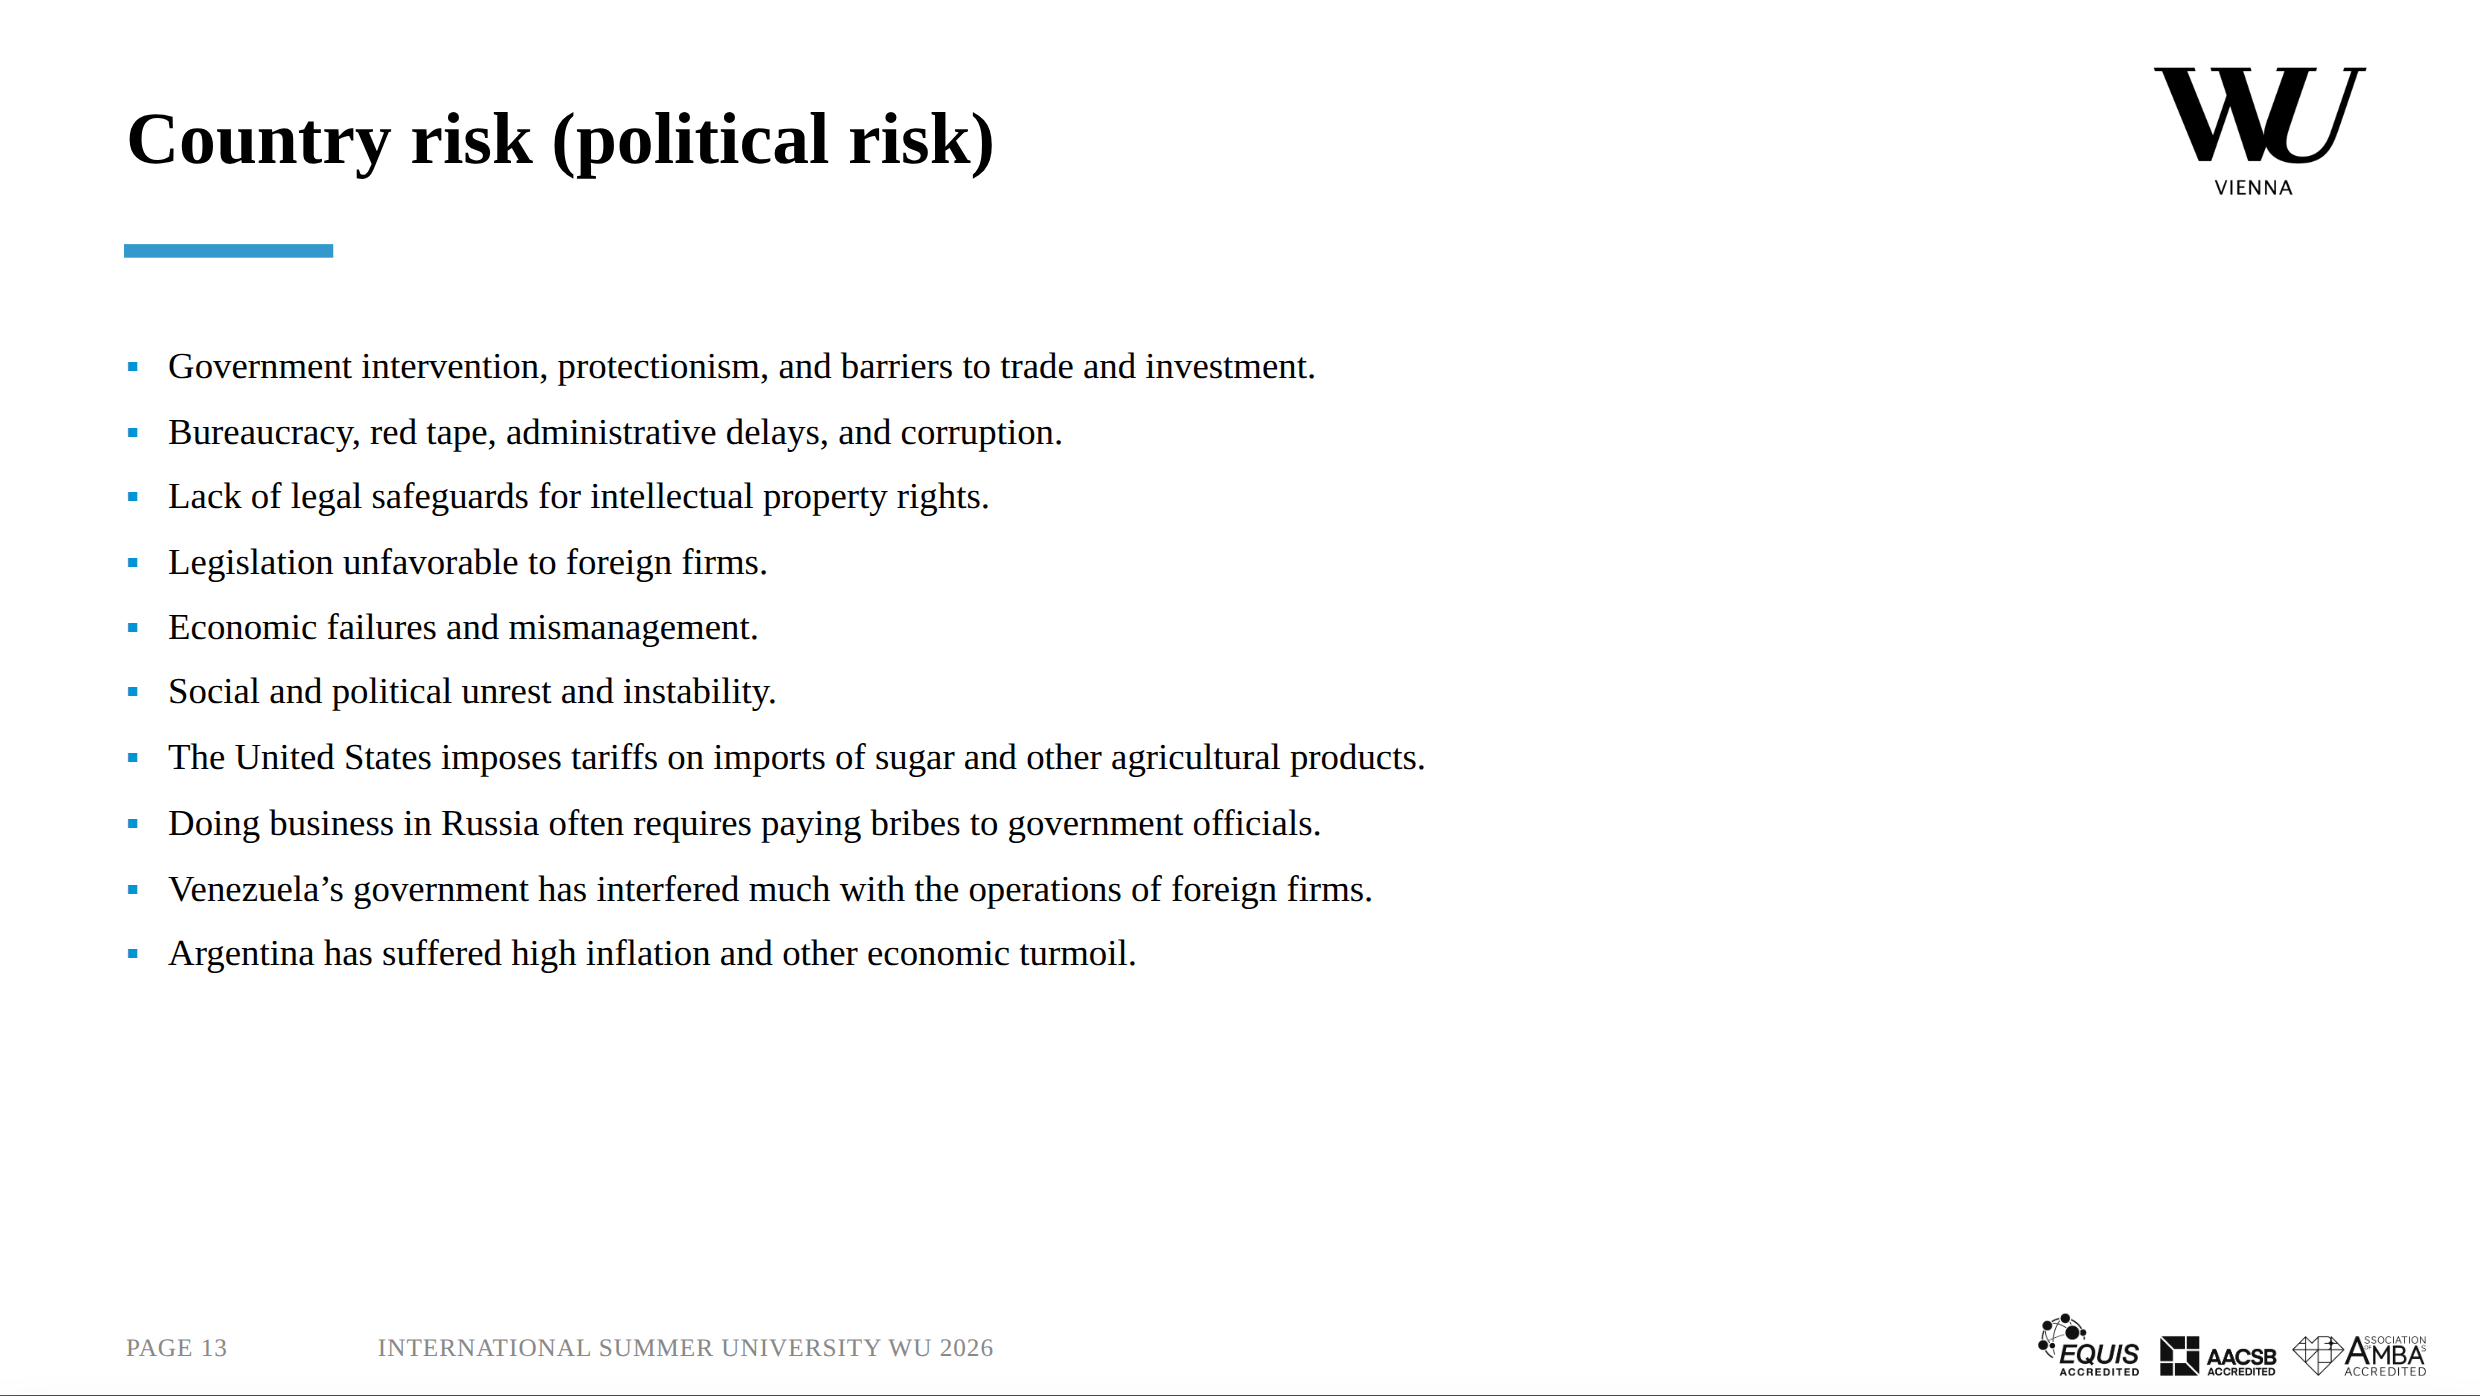 Country risk (political risk)
WU
VIENNA
▪ Government intervention, protectionism, and barriers to trade and investment.
▪ Bureaucracy, red tape, administrative delays, and corruption.
▪ Lack of legal safeguards for intellectual property rights.
▪ Legislation unfavorable to foreign firms.
▪ Economic failures and mismanagement.
▪ Social and political unrest and instability.
▪ The United States imposes tariffs on imports of sugar and other agricultural products.
▪ Doing business in Russia often requires paying bribes to government officials.
▪ Venezuela’s government has interfered much with the operations of foreign firms.
▪ Argentina has suffered high inflation and other economic turmoil.
PAGE 13 INTERNATIONAL SUMMER UNIVERSITY WU 2026
EQUIS
ACCREDITED
AACSB
ACCREDITED
ASSOCIATION
OF AMBAS
ACCREDITED